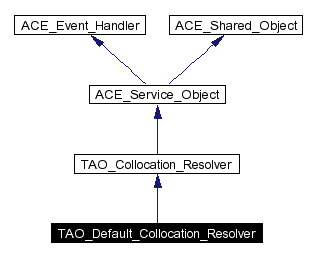 ACE_Event_Handler ACE_Shared_Object
ACE_Service_Object
TAO_Collocation_Resolver
TAO_Default_Collocation_Resolver